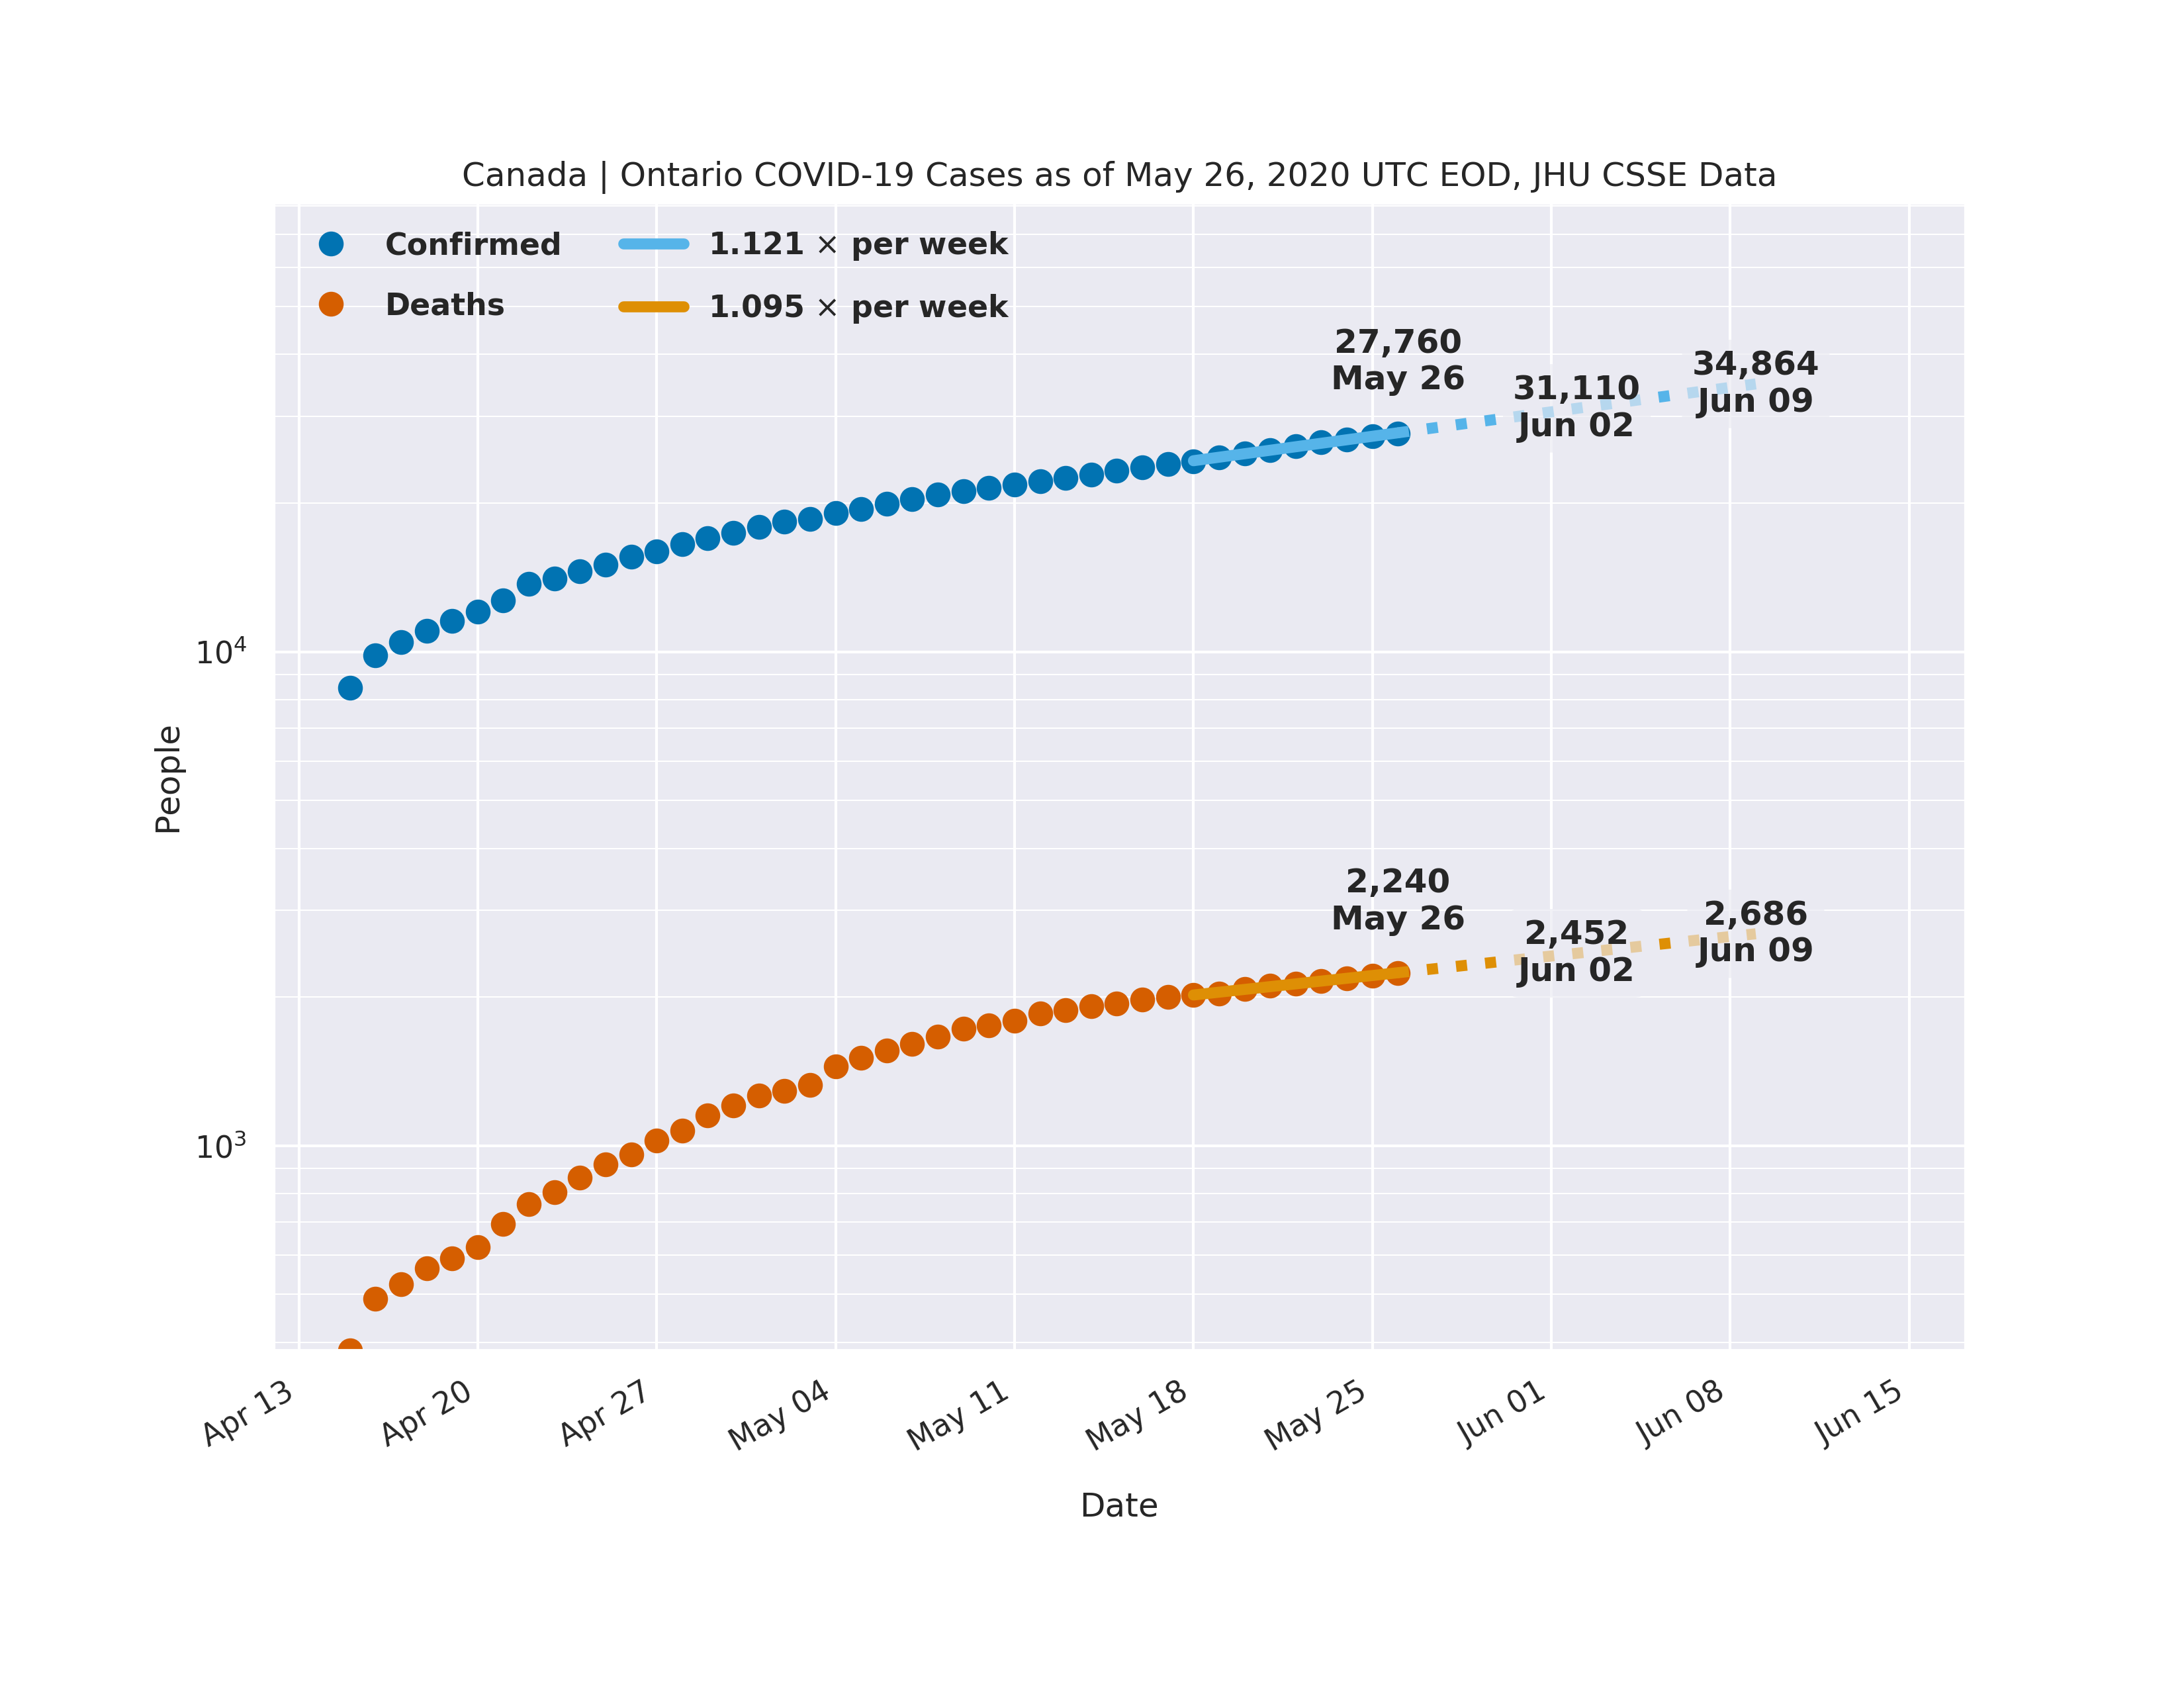 Canada | Ontario COVID-19 Cases as of May 26, 2020 UTC EOD, JHU CSSE Data
Confirmed
Deaths
1.121 × per week
1.095 × per week
27,760
May 26
31,110
Jun 02
34,864
Jun 09
2,240
May 26
2,452
Jun 02
2,686
Jun 09
10⁴
10³
People
Apr 13
Apr 20
Apr 27
May 04
May 11
May 18
May 25
Jun 01
Jun 08
Jun 15
Date